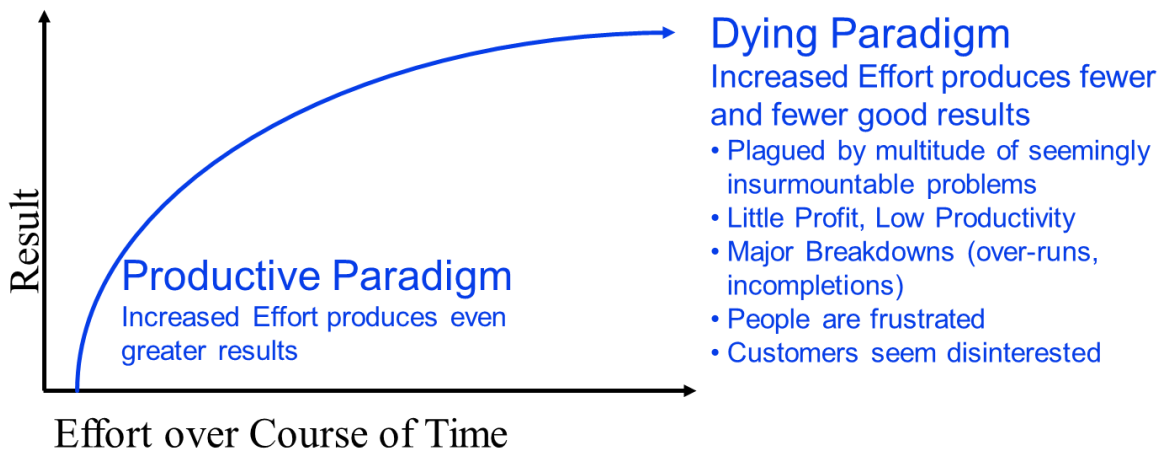 Result
Productive Paradigm
Increased Effort produces even
greater results
Effort over Course of Time
Dying Paradigm
Increased Effort produces fewer
and fewer good results
• Plagued by multitude of seemingly
insurmountable problems
• Little Profit, Low Productivity
• Major Breakdowns (over-runs,
incompletions)
• People are frustrated
• Customers seem disinterested